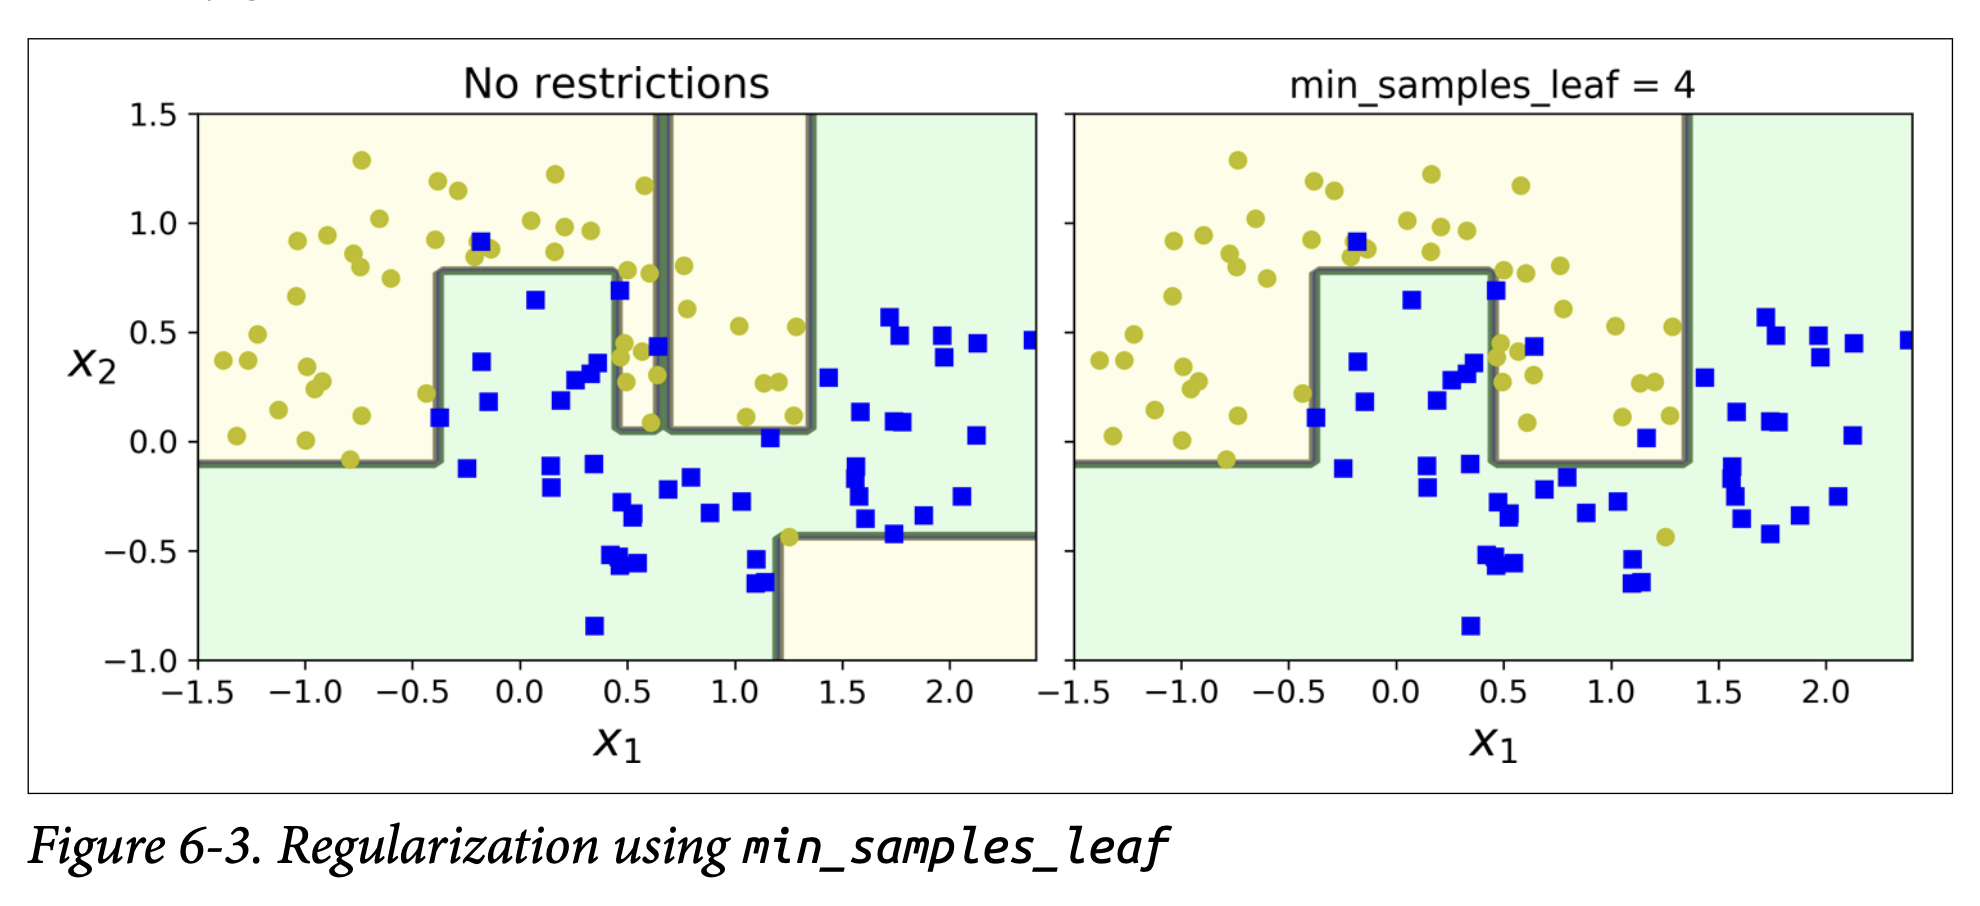 No restrictions
min_samples_leaf = 4
1.5
1.0
0.5
0.0
−0.5
−1.0
x2
−1.5 −1.0 −0.5 0.0 0.5 1.0 1.5 2.0
−1.5 −1.0 −0.5 0.0 0.5 1.0 1.5 2.0
x1
x1
Figure 6-3. Regularization using min_samples_leaf